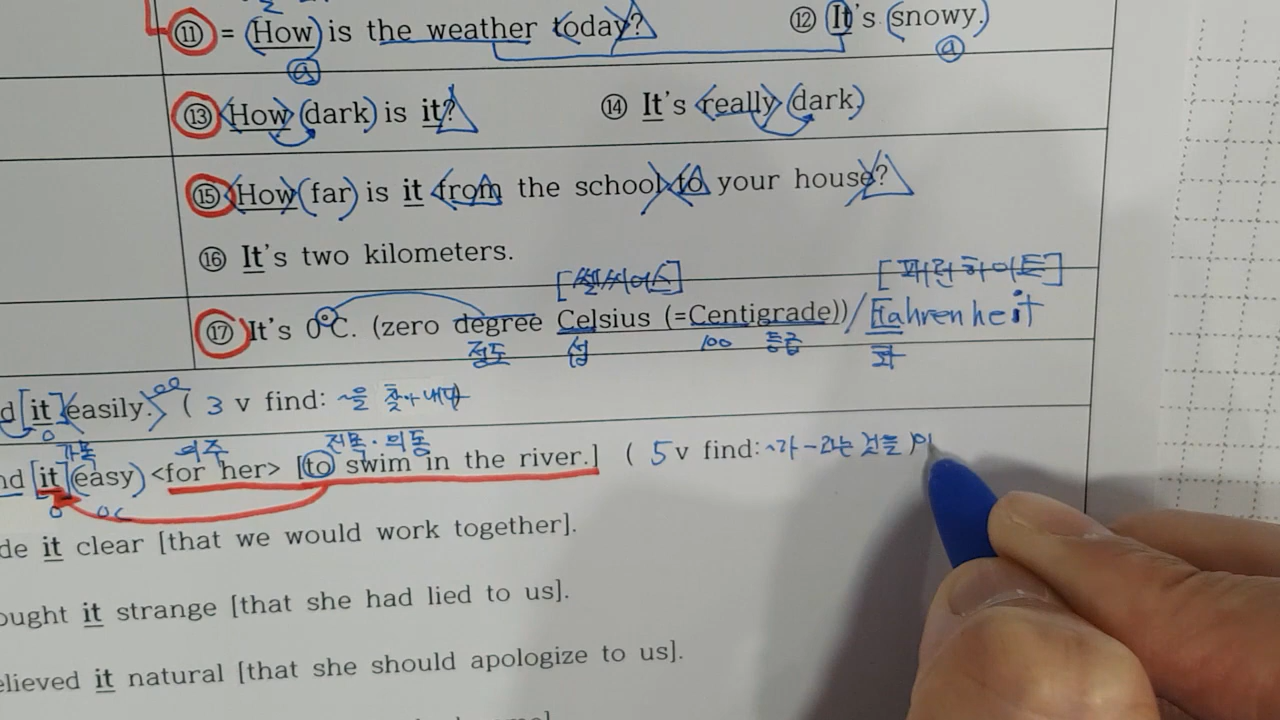 ⑪ = (How) is the weather today? ⑫ It's (snowy.)
ⓐ ⓐ
⑬ <How> (dark) is it? ⑭ It's <really> (dark)
⑮ <How> (far) is it <from the school> <to your house>?
⑯ It's two kilometers.
[쎌씨어스] [패런하이트]
⑰ It's 0℃. (zero degree Celsius (=Centigrade)) / Fahrenheit
정도 섭 100 등급 화
d [it] <easily.> ( 3 v find: ~을 찾아내다
o
가목 의주 진목·의동
nd [it] (easy) <for her> [to swim in the river.] ( 5 v find: ~가 -라는 것을
o oc
de it clear [that we would work together].
ought it strange [that she had lied to us].
elieved it natural [that she should apologize to us].